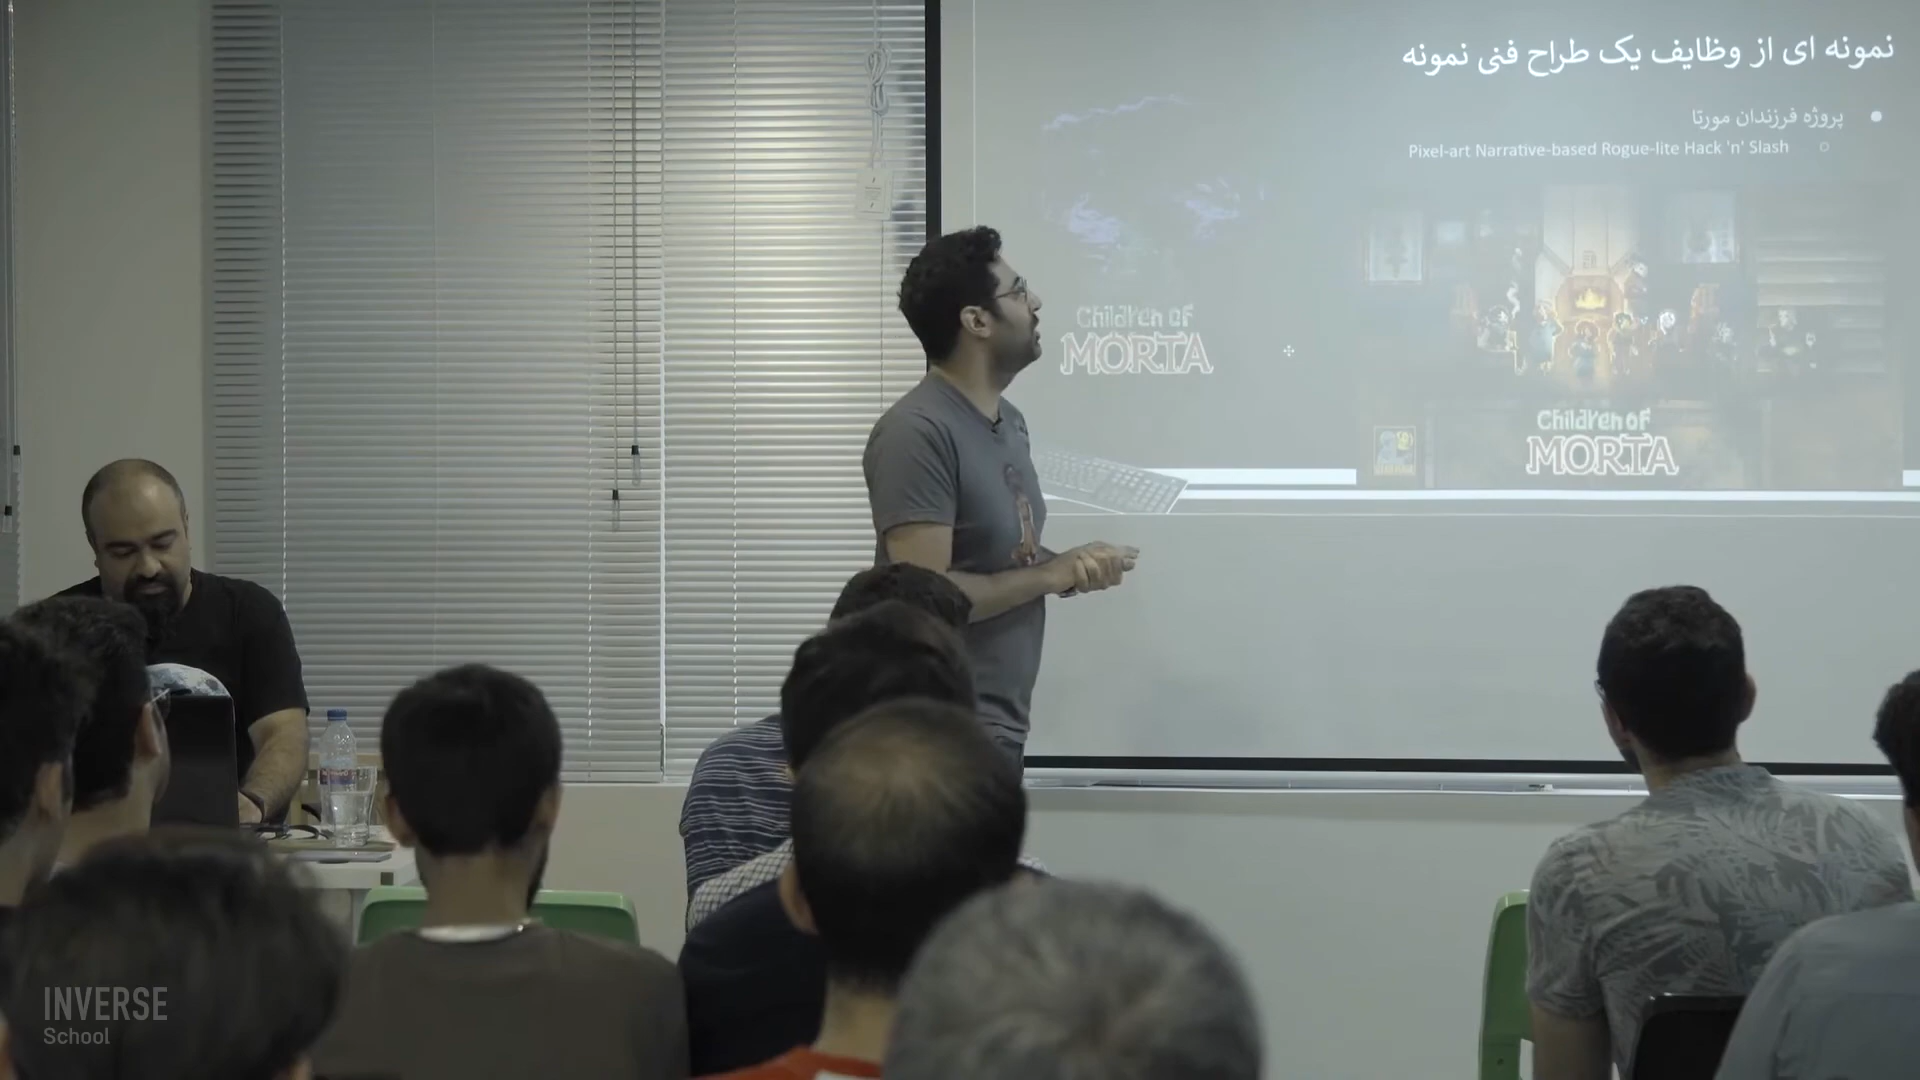 نمونه ای از وظایف یک طراح فنی نمونه
پروژه فرزندان مورتا
Pixel-art Narrative-based Rogue-lite Hack 'n' Slash
Children of
MORTA
Children of
MORTA
INVERSE
School